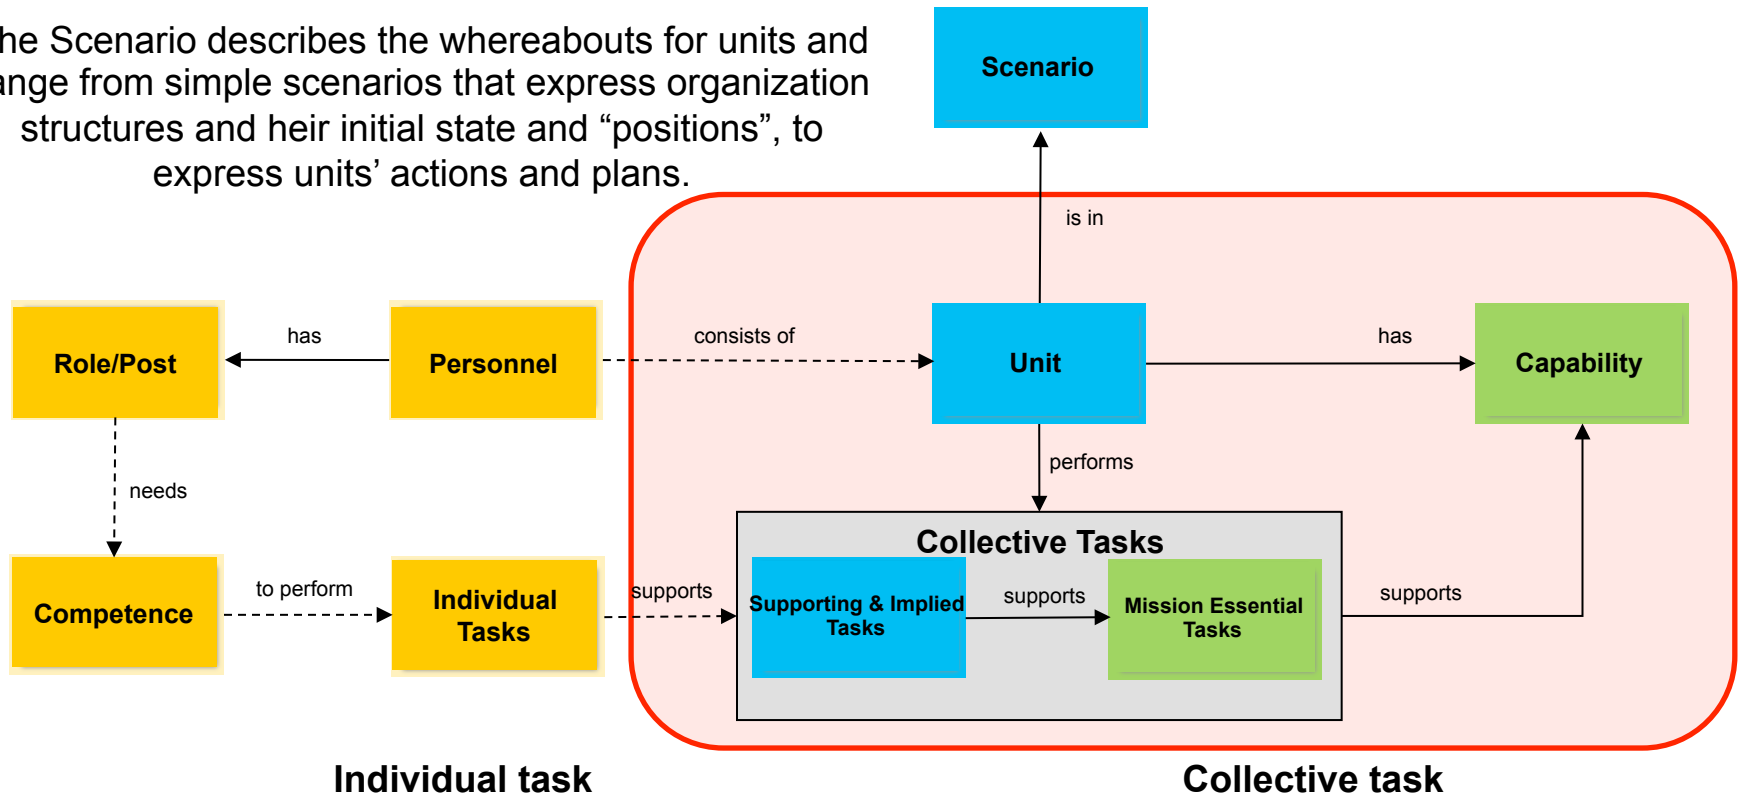 he Scenario describes the whereabouts for units and
ange from simple scenarios that express organization
structures and heir initial state and “positions”, to
express units’ actions and plans.
Scenario
is in
Role/Post
has
Personnel
consists of
Unit
has
Capability
needs
performs
Collective Tasks
Competence
to perform
Individual
Tasks
supports
Supporting & Implied
Tasks
supports
Mission Essential
Tasks
supports
Individual task
Collective task